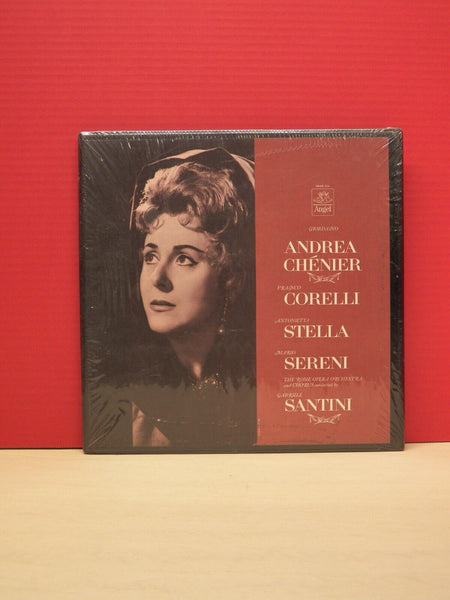 Angel
GIORDANO
ANDREA
CHÉNIER
FRANCO
CORELLI
ANTONIETTA
STELLA
MARIO
SERENI
THE ROME OPERA ORCHESTRA
and CHORUS conducted by
GABRIELE
SANTINI